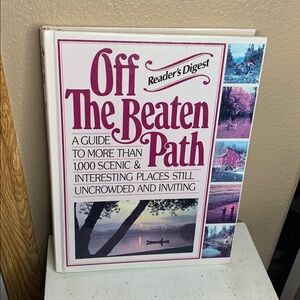 Off
Reader's Digest
The Beaten
Path
A GUIDE
TO MORE THAN
1,000 SCENIC &
INTERESTING PLACES STILL
UNCROWDED AND INVITING